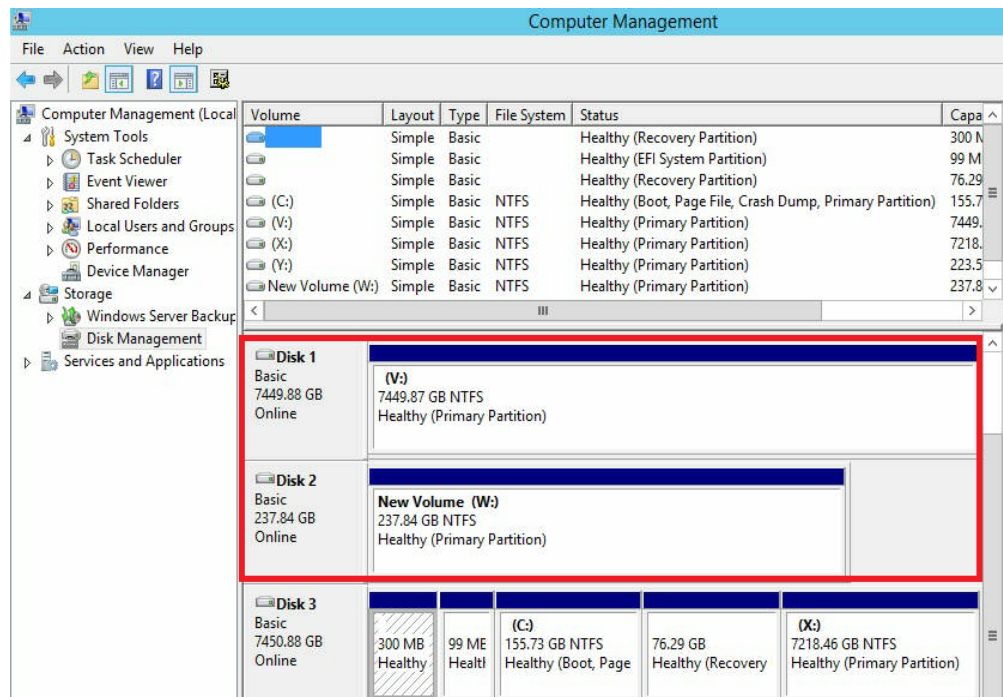 Computer Management
File Action View Help
Computer Management (Local
System Tools
Task Scheduler
Event Viewer
Shared Folders
Local Users and Groups
Performance
Device Manager
Storage
Windows Server Backup
Disk Management
Services and Applications
Volume Layout Type File System Status Capa
Simple Basic Healthy (Recovery Partition) 300 M
Simple Basic Healthy (EFI System Partition) 99 M
Simple Basic Healthy (Recovery Partition) 76.29
(C:) Simple Basic NTFS Healthy (Boot, Page File, Crash Dump, Primary Partition) 155.7
(V:) Simple Basic NTFS Healthy (Primary Partition) 7449.
(X:) Simple Basic NTFS Healthy (Primary Partition) 7218.
(Y:) Simple Basic NTFS Healthy (Primary Partition) 223.5
New Volume (W:) Simple Basic NTFS Healthy (Primary Partition) 237.8
Disk 1
Basic
7449.88 GB
Online
(V:)
7449.87 GB NTFS
Healthy (Primary Partition)
Disk 2
Basic
237.84 GB
Online
New Volume (W:)
237.84 GB NTFS
Healthy (Primary Partition)
Disk 3
Basic
7450.88 GB
Online
300 MB
Healthy
99 ME
Healtl
(C:)
155.73 GB NTFS
Healthy (Boot, Page
76.29 GB
Healthy (Recovery
(X:)
7218.46 GB NTFS
Healthy (Primary Partition)